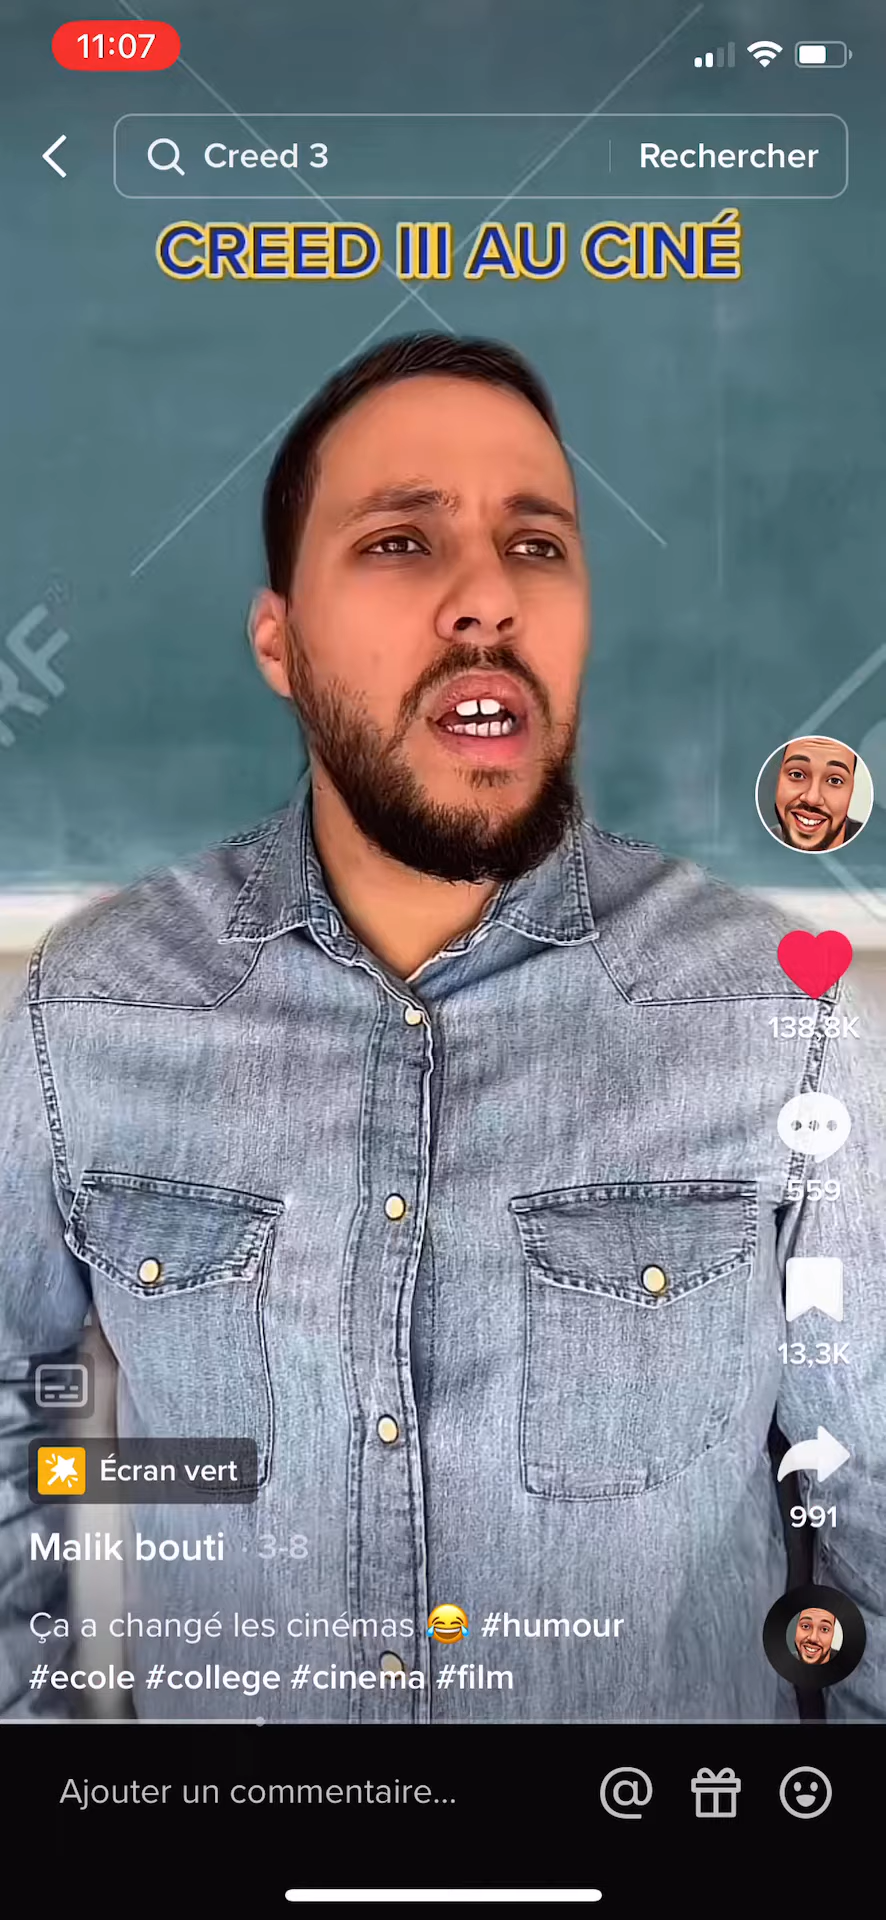 11:07
Creed 3
Rechercher
CREED III AU CINÉ
RF
138,8K
559
13,3K
Écran vert
991
Malik bouti · 3-8
Ça a changé les cinémas 😂 #humour
#ecole #college #cinema #film
Ajouter un commentaire...